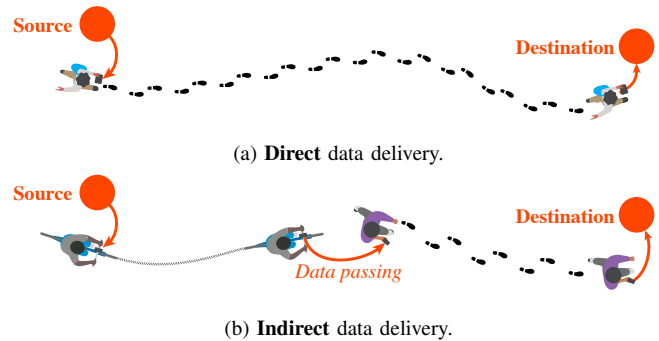 Source
Destination
(a) Direct data delivery.
Source
Destination
Data passing
(b) Indirect data delivery.